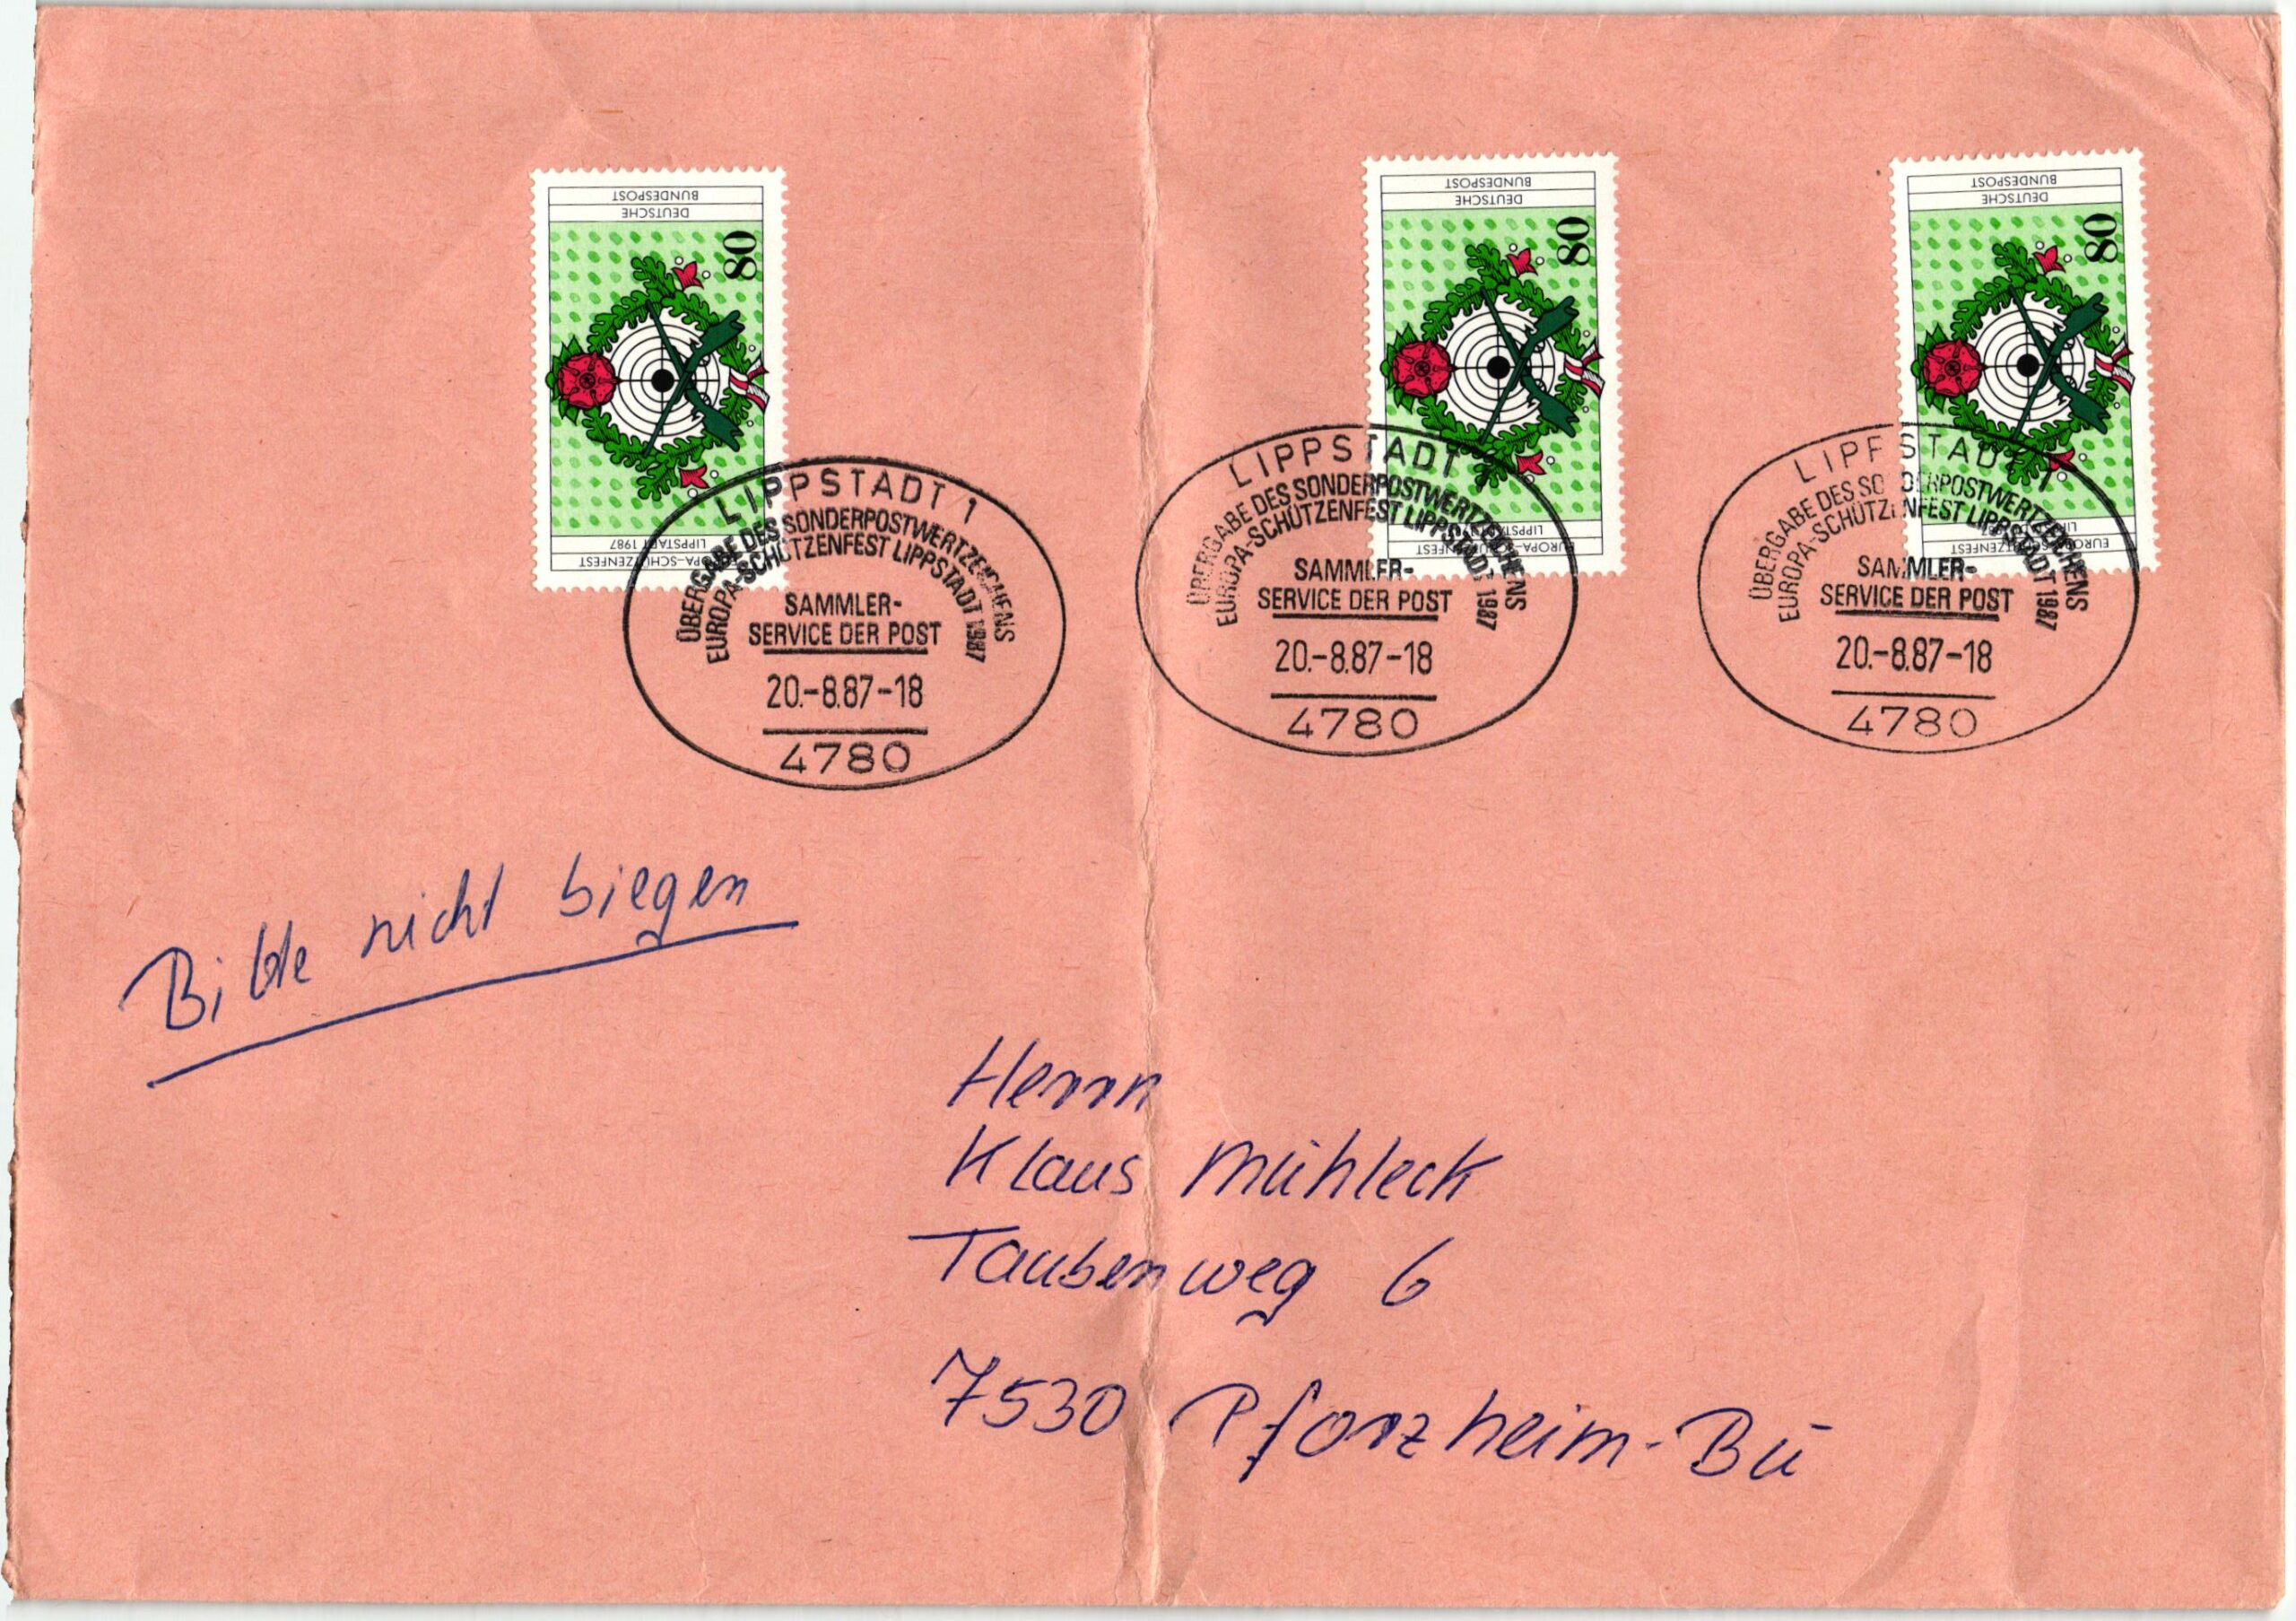 BUNDESPOST
DEUTSCHE
80
LIPPSTADT 1987
EUROPA-SCHÜTZENFEST
BUNDESPOST
DEUTSCHE
80
BUNDESPOST
DEUTSCHE
80
LIPPSTADT 1
ÜBERGABE DES SONDERPOSTWERTZEICHENS
EUROPA-SCHÜTZENFEST LIPPSTADT 1987
SAMMLER-
SERVICE DER POST
20.-8.87-18
4780
LIPPSTADT 1
ÜBERGABE DES SONDERPOSTWERTZEICHENS
EUROPA-SCHÜTZENFEST LIPPSTADT 1987
SAMMLER-
SERVICE DER POST
20.-8.87-18
4780
LIPPSTADT 1
ÜBERGABE DES SONDERPOSTWERTZEICHENS
EUROPA-SCHÜTZENFEST LIPPSTADT 1987
SAMMLER-
SERVICE DER POST
20.-8.87-18
4780
Bitte nicht biegen
Herrn
Klaus Mühleck
Taubenweg 6
7530 Pforzheim-Bü